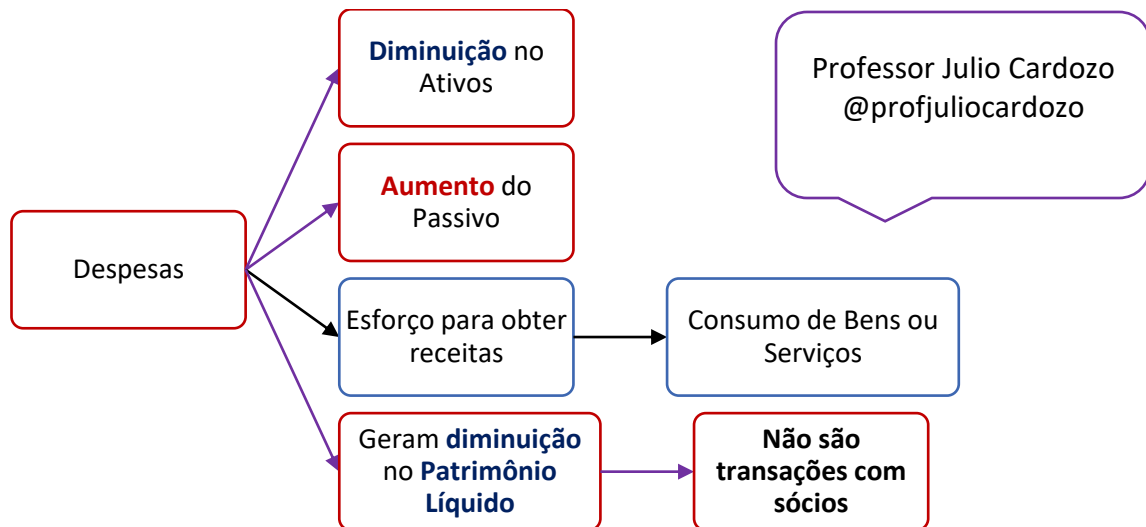 Diminuição no
Ativos
Professor Julio Cardozo
@profjuliocardozo
Aumento do
Passivo
Despesas
Esforço para obter
receitas
Consumo de Bens ou
Serviços
Geram diminuição
no Patrimônio
Líquido
Não são
transações com
sócios